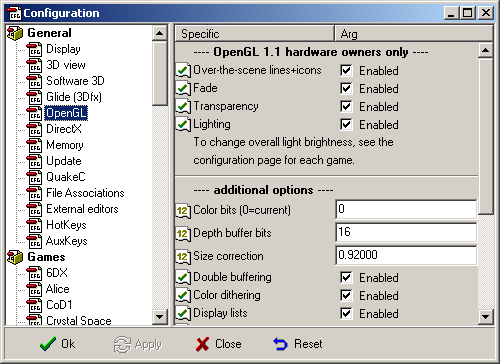 Configuration
General
Display
3D view
Software 3D
Glide (3Dfx)
OpenGL
DirectX
Memory
Update
QuakeC
File Associations
External editors
HotKeys
AuxKeys
Games
6DX
Alice
CoD1
Crystal Space
Specific Arg
---- OpenGL 1.1 hardware owners only ----
Over-the-scene lines+icons Enabled
Fade Enabled
Transparency Enabled
Lighting Enabled
To change overall light brightness, see the
configuration page for each game.
---- additional options ----
Color bits (0=current) 0
Depth buffer bits 16
Size correction 0.92000
Double buffering Enabled
Color dithering Enabled
Display lists Enabled
Ok Apply Close Reset